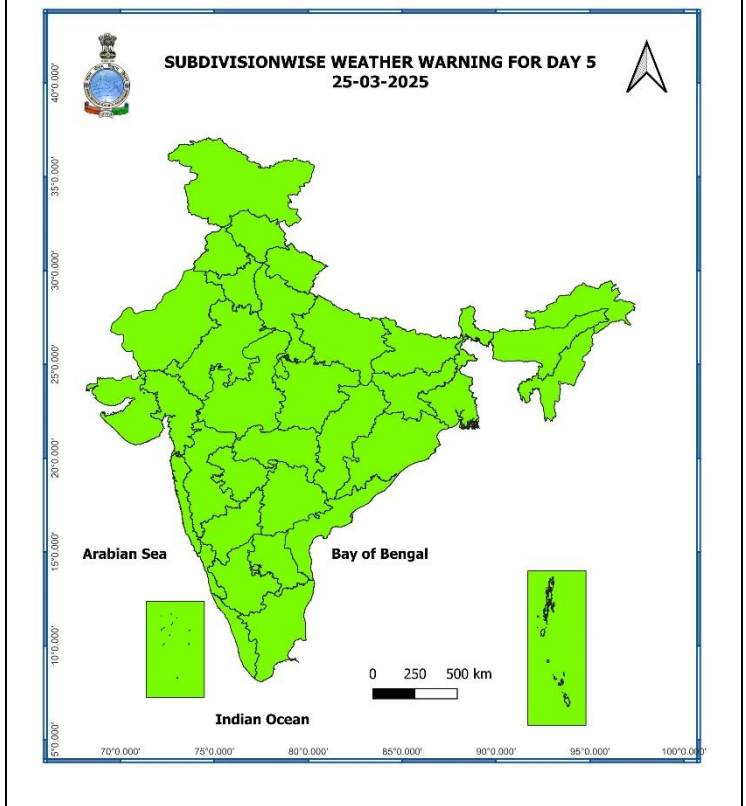 SUBDIVISIONWISE WEATHER WARNING FOR DAY 5
25-03-2025
40°0.000'
35°0.000'
30°0.000'
25°0.000'
20°0.000'
15°0.000'
10°0.000'
5°0.000'
Arabian Sea
Bay of Bengal
0 250 500 km
Indian Ocean
70°0.000' 75°0.000' 80°0.000' 85°0.000' 90°0.000' 95°0.000' 100°0.000'